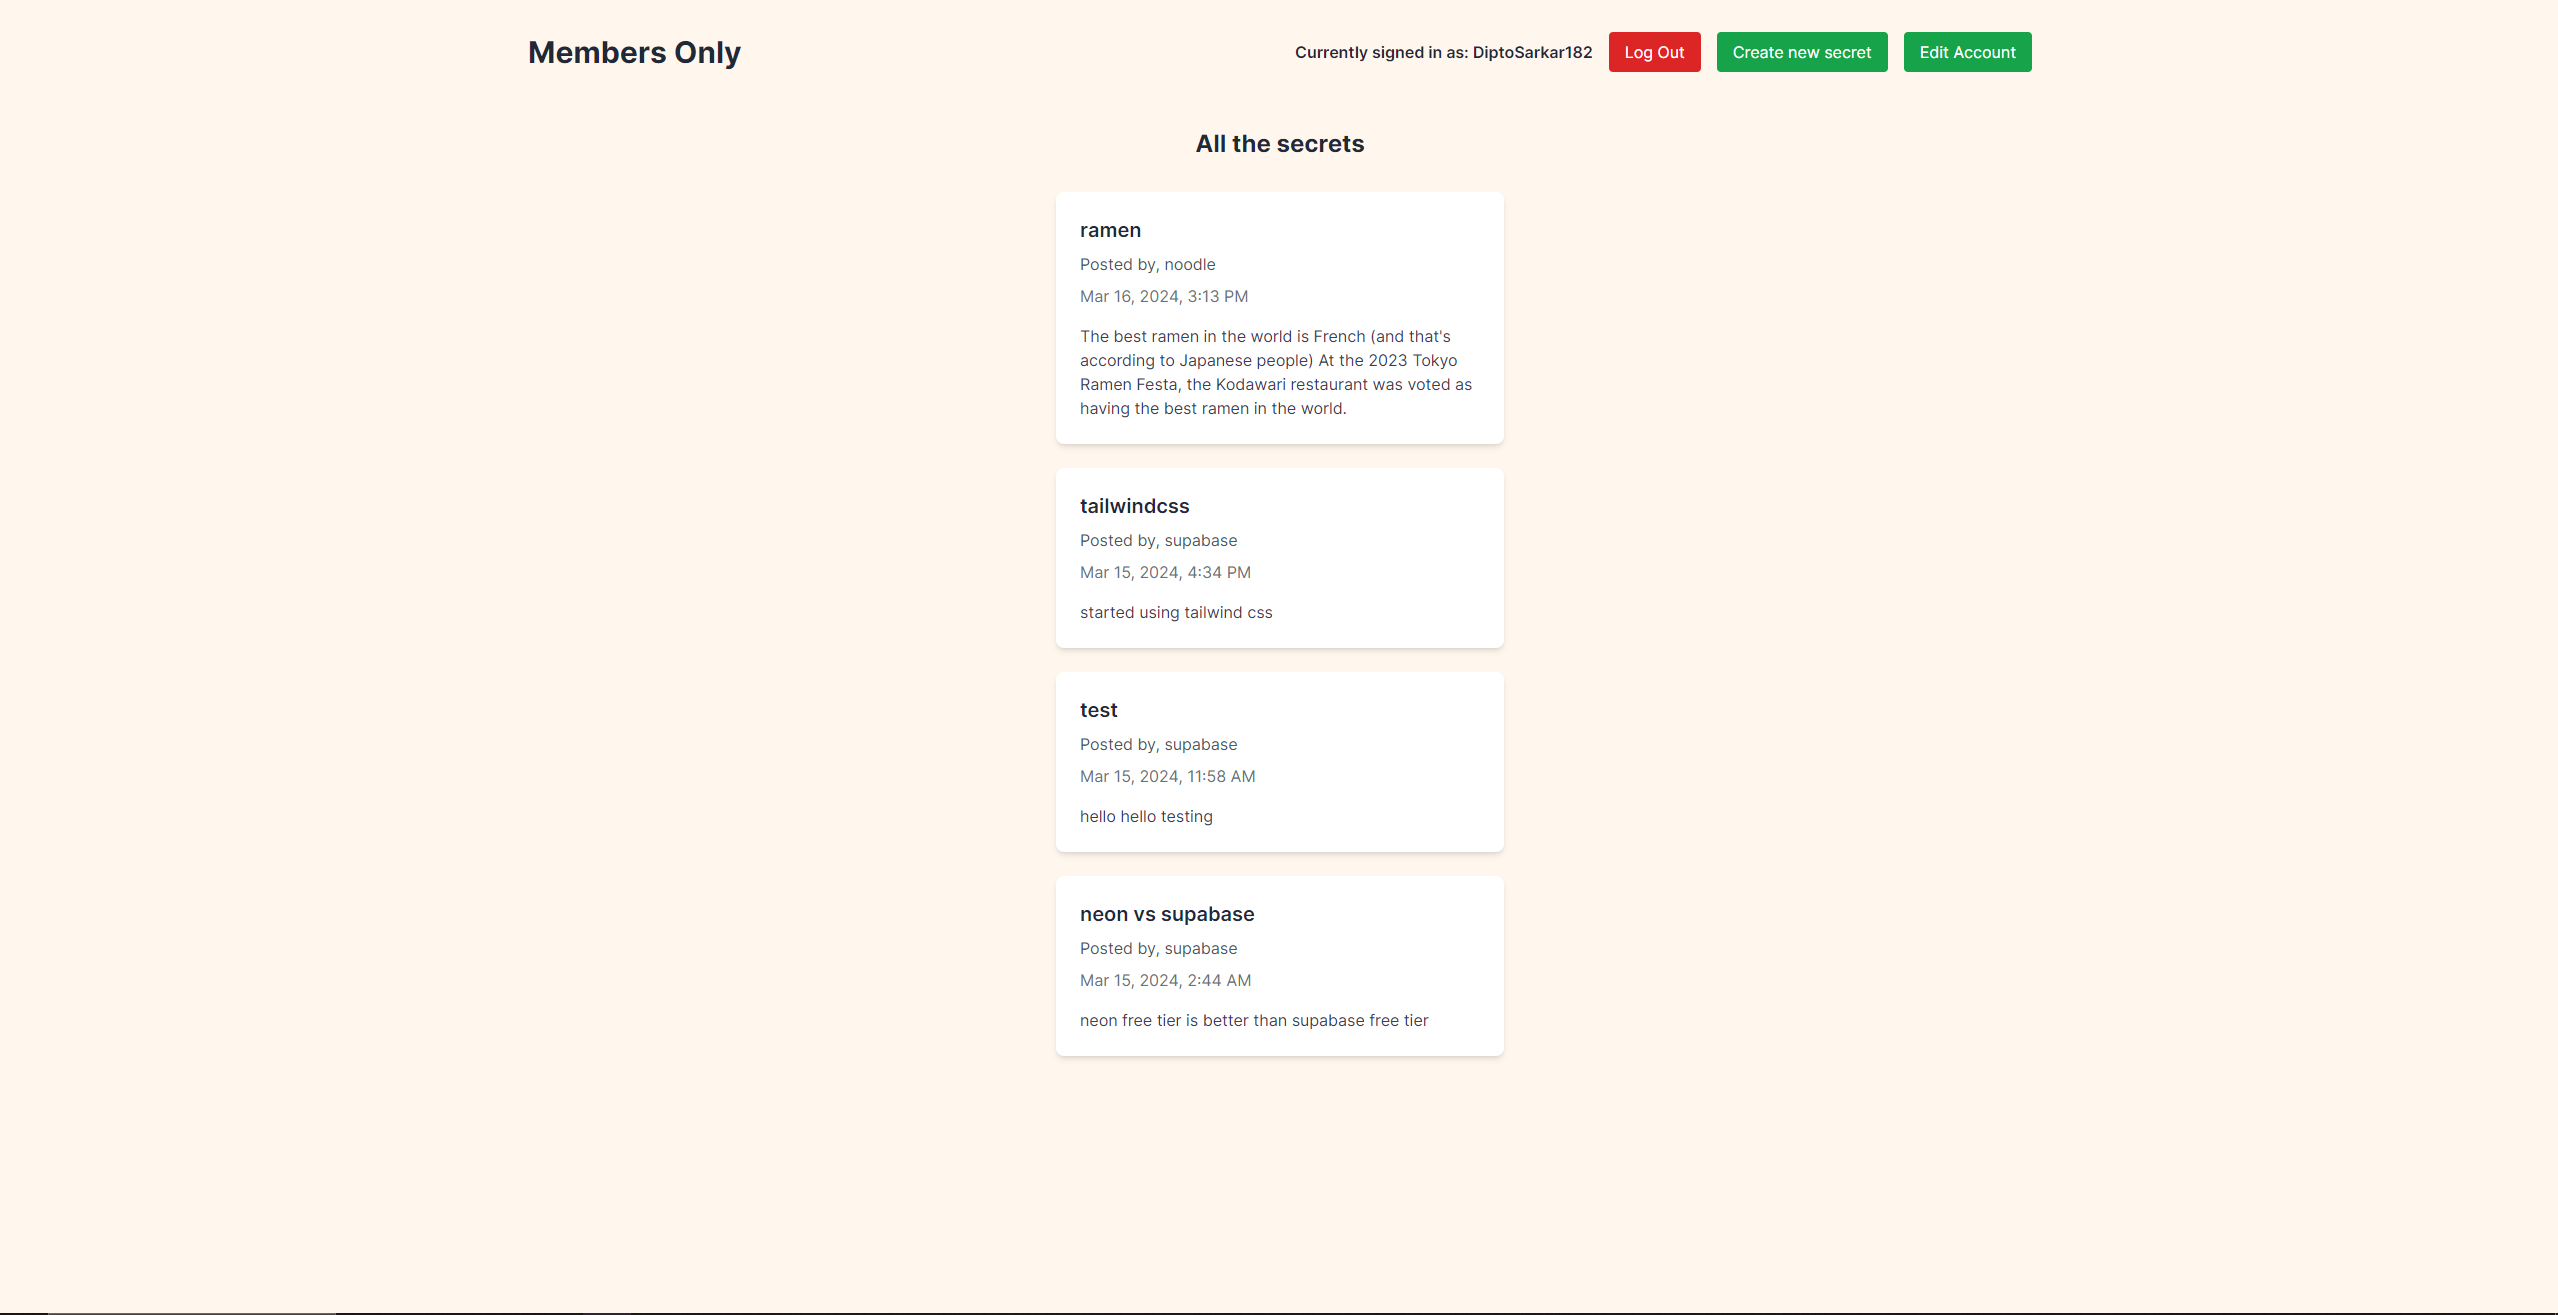 Members Only
Currently signed in as: DiptoSarkar182
Log Out
Create new secret
Edit Account
All the secrets
ramen
Posted by, noodle
Mar 16, 2024, 3:13 PM
The best ramen in the world is French (and that's
according to Japanese people) At the 2023 Tokyo
Ramen Festa, the Kodawari restaurant was voted as
having the best ramen in the world.
tailwindcss
Posted by, supabase
Mar 15, 2024, 4:34 PM
started using tailwind css
test
Posted by, supabase
Mar 15, 2024, 11:58 AM
hello hello testing
neon vs supabase
Posted by, supabase
Mar 15, 2024, 2:44 AM
neon free tier is better than supabase free tier